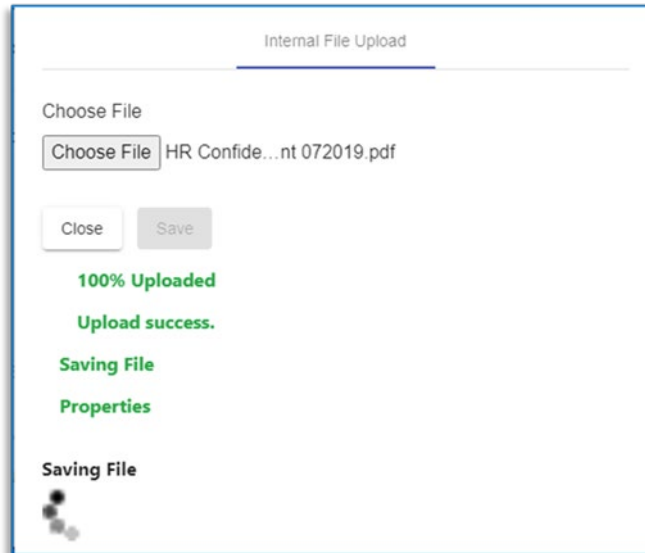 Internal File Upload
Choose File
Choose File HR Confide...nt 072019.pdf
Close Save
100% Uploaded
Upload success.
Saving File
Properties
Saving File